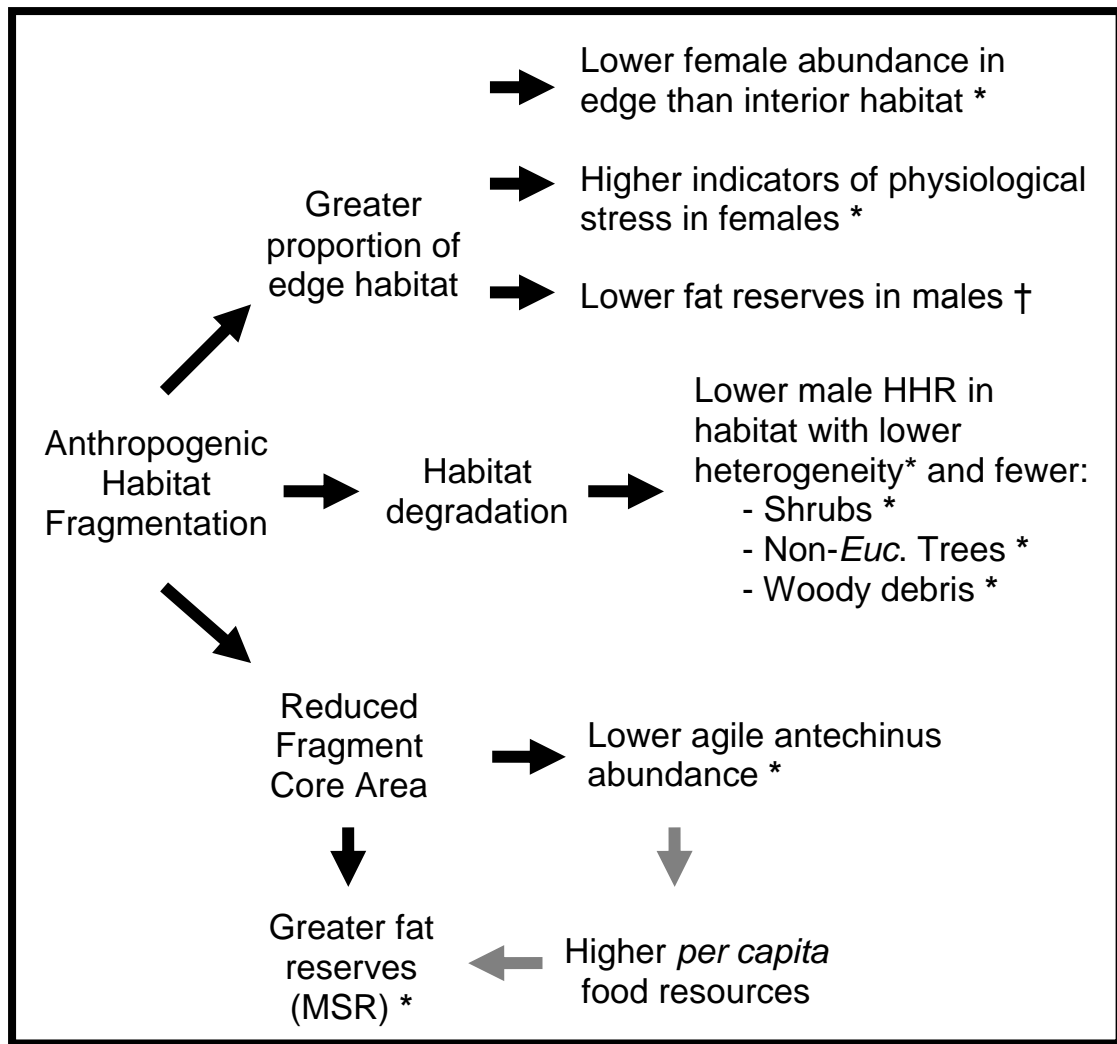 Lower female abundance in
edge than interior habitat *
Higher indicators of physiological
stress in females *
Greater
proportion of
edge habitat
Lower fat reserves in males †
Lower male HHR in
habitat with lower
heterogeneity* and fewer:
- Shrubs *
- Non-Euc. Trees *
- Woody debris *
Anthropogenic
Habitat
Fragmentation
Habitat
degradation
Reduced
Fragment
Core Area
Lower agile antechinus
abundance *
Greater fat
reserves
(MSR) *
Higher per capita
food resources